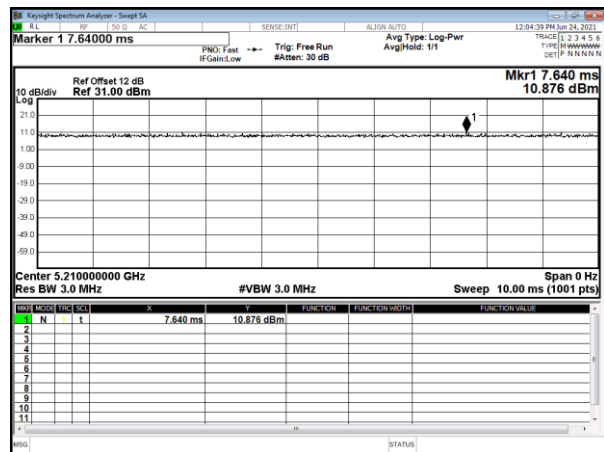 Keysight Spectrum Analyzer - Swept SA
RL RF 50 Ω AC SENSE:INT ALIGN AUTO 12:04:39 PM Jun 24, 2021
Marker 1 7.64000 ms
PNO: Fast
IFGain:Low
Trig: Free Run
#Atten: 30 dB
Avg Type: Log-Pwr
Avg|Hold: 1/1
TRACE 1 2 3 4 5 6
TYPE M W W W W W
DET P N N N N N
Ref Offset 12 dB
10 dB/div Ref 31.00 dBm
Log
Mkr1 7.640 ms
10.876 dBm
21.0
11.0
1.00
-9.00
-19.0
-29.0
-39.0
-49.0
-59.0
1
Center 5.210000000 GHz Span 0 Hz
Res BW 3.0 MHz #VBW 3.0 MHz Sweep 10.00 ms (1001 pts)
MKR MODE TRC SCL X Y FUNCTION FUNCTION WIDTH FUNCTION VALUE
1 N 1 t 7.640 ms 10.876 dBm
2
3
4
5
6
7
8
9
10
11
MSG STATUS